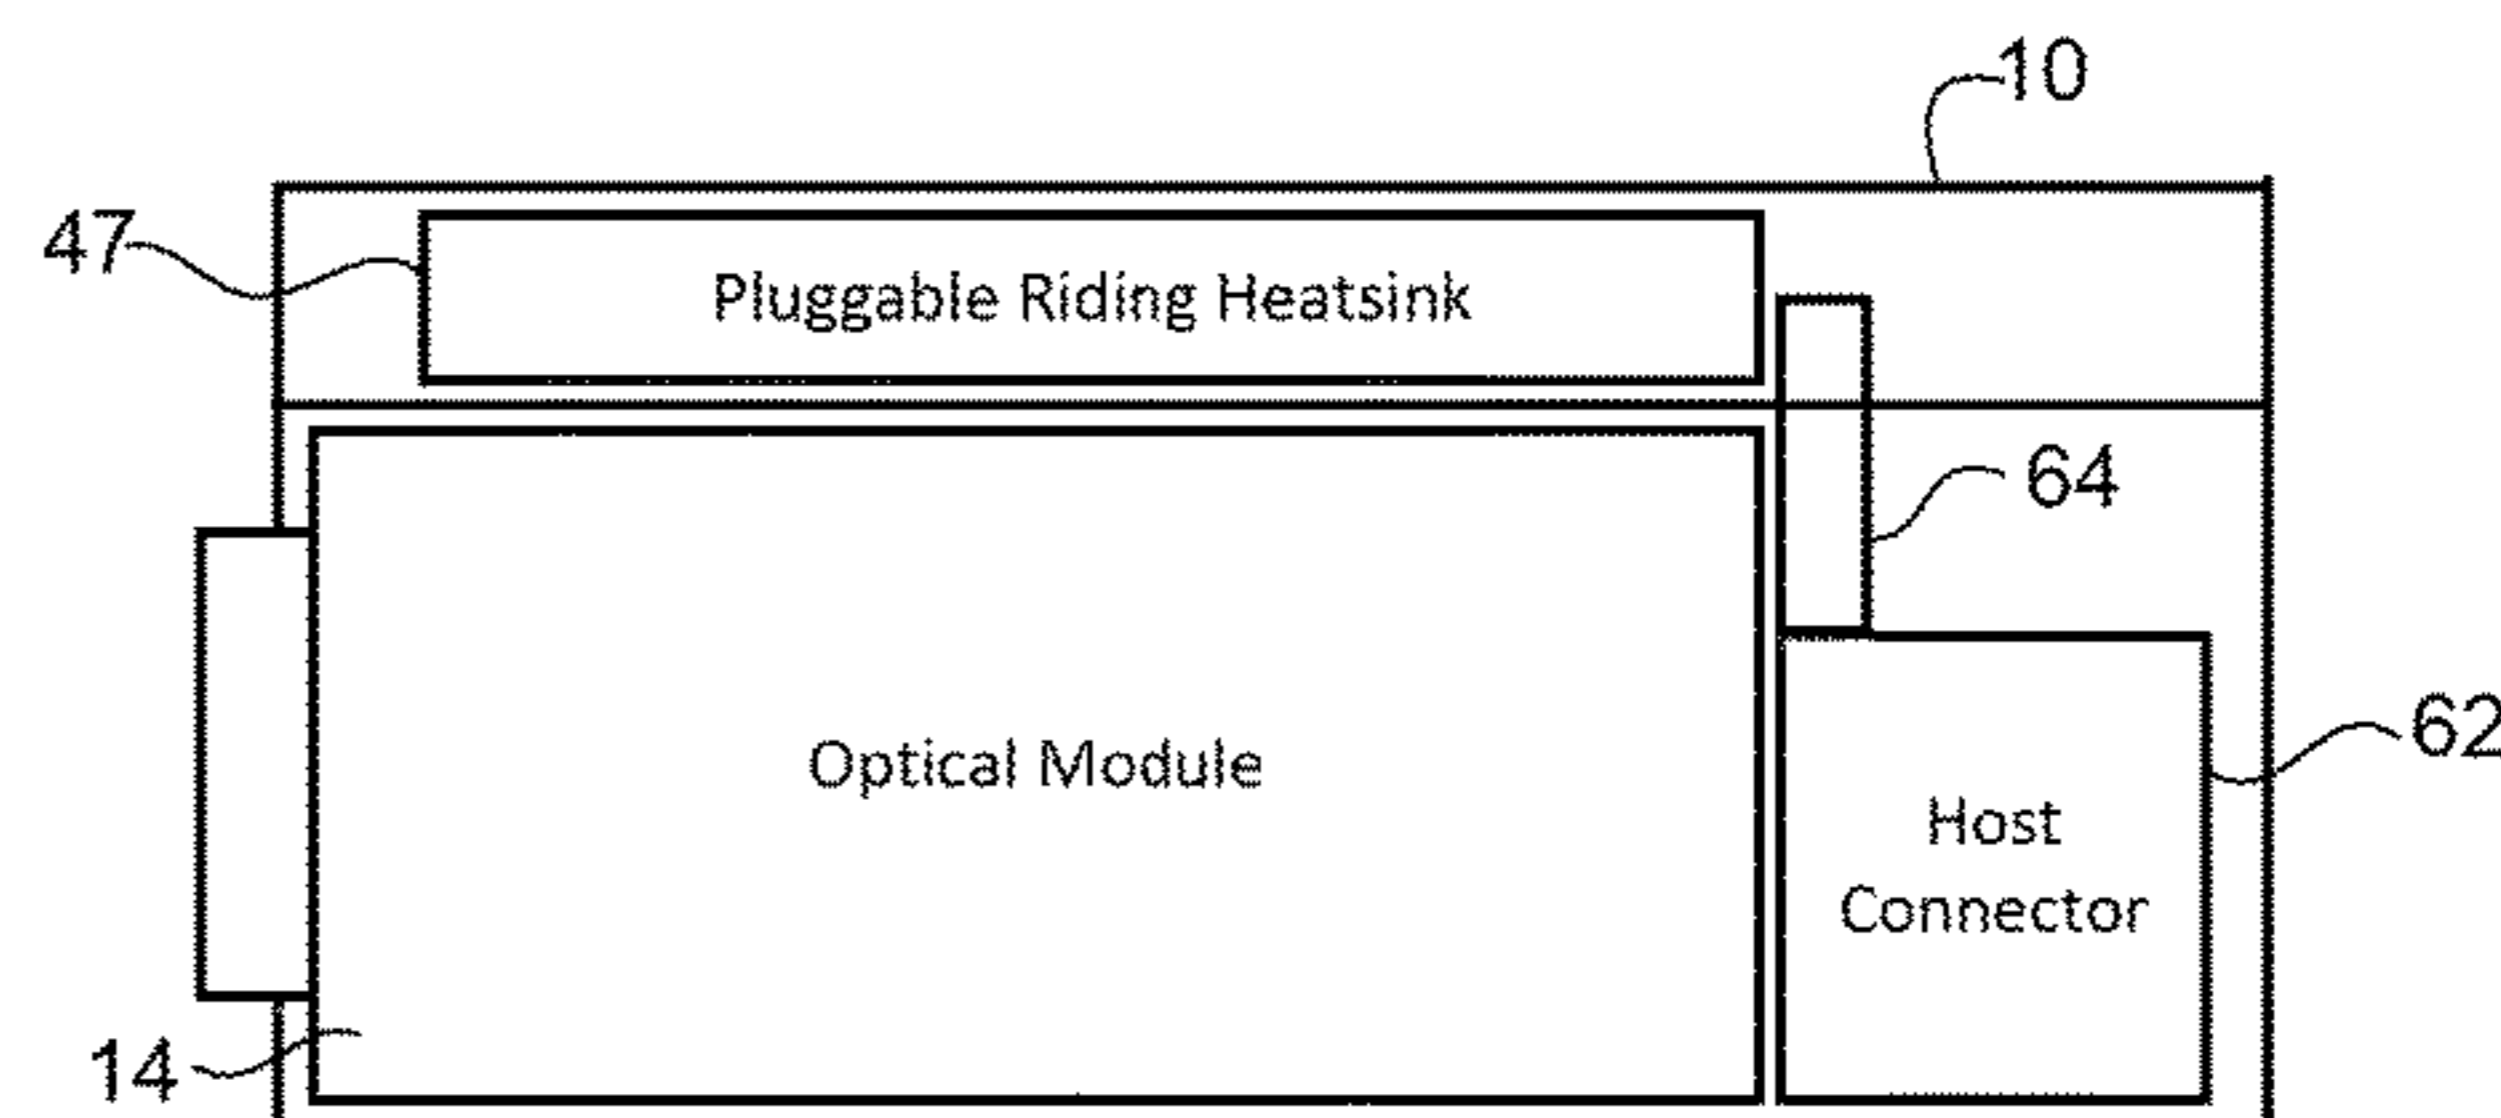 10
47
Pluggable Riding Heatsink
64
62
Optical Module
Host
Connector
14